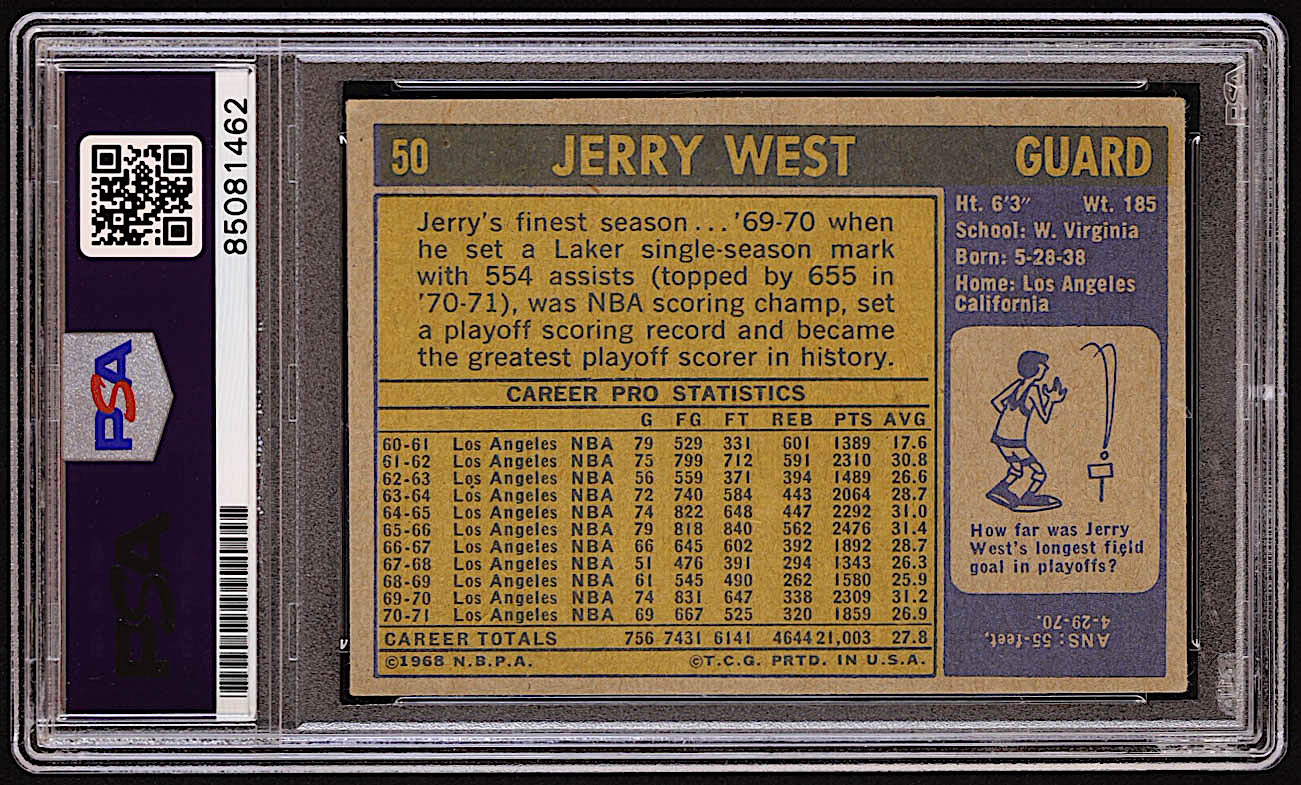 PSA
85081462
PSA
PSA
50 JERRY WEST GUARD
Jerry's finest season... '69-70 when
he set a Laker single-season mark
with 554 assists (topped by 655 in
'70-71), was NBA scoring champ, set
a playoff scoring record and became
the greatest playoff scorer in history.
CAREER PRO STATISTICS
G FG FT REB PTS AVG
60-61 Los Angeles NBA 79 529 331 601 1389 17.6
61-62 Los Angeles NBA 75 799 712 591 2310 30.8
62-63 Los Angeles NBA 56 559 371 394 1489 26.6
63-64 Los Angeles NBA 72 740 584 443 2064 28.7
64-65 Los Angeles NBA 74 822 648 447 2292 31.0
65-66 Los Angeles NBA 79 818 840 562 2476 31.4
66-67 Los Angeles NBA 66 645 602 392 1892 28.7
67-68 Los Angeles NBA 51 476 391 294 1343 26.3
68-69 Los Angeles NBA 61 545 490 262 1580 25.9
69-70 Los Angeles NBA 74 831 647 338 2309 31.2
70-71 Los Angeles NBA 69 667 525 320 1859 26.9
CAREER TOTALS 756 7431 6141 4644 21,003 27.8
©1968 N.B.P.A. ©T.C.G. PRTD. IN U.S.A.
Ht. 6'3" Wt. 185
School: W. Virginia
Born: 5-28-38
Home: Los Angeles
California
How far was Jerry
West's longest field
goal in playoffs?
ANS: 55-feet,
4-29-70.